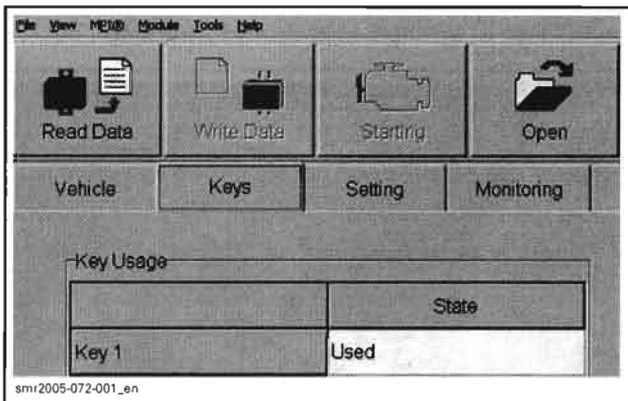 File View MPI® Module Tools Help
Read Data Write Data Starting Open
Vehicle Keys Setting Monitoring
Key Usage
State
Key 1 Used
smr2005-072-001_en